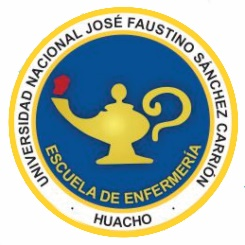 UNIVERSIDAD NACIONAL JOSÉ FAUSTINO SÁNCHEZ CARRIÓN
ESCUELA DE ENFERMERÍA
· HUACHO ·